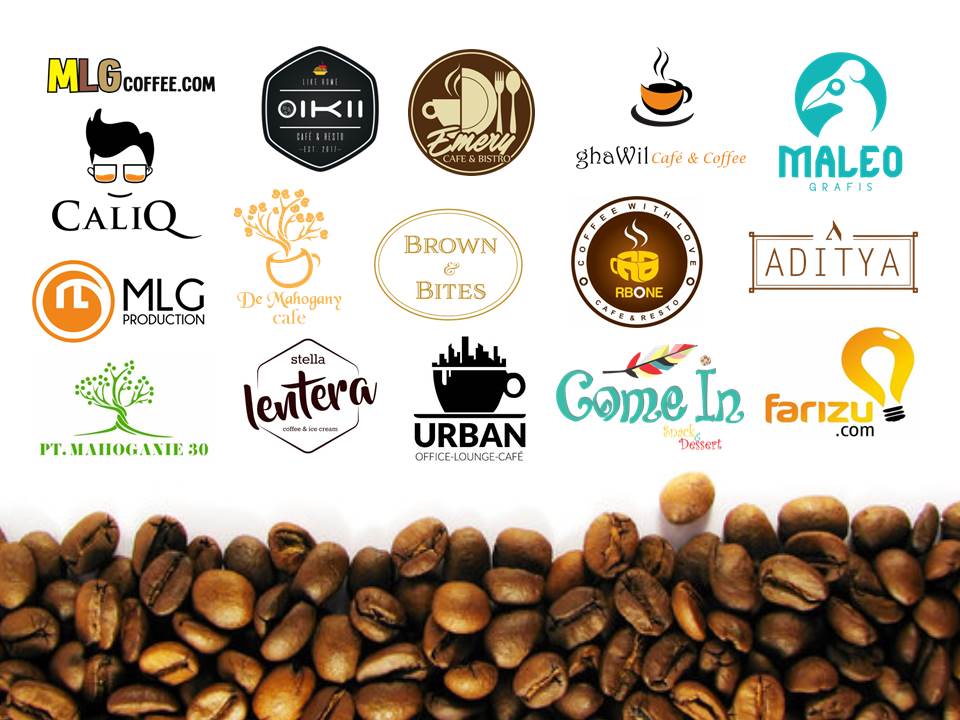 MLGCOFFEE.COM
LIKE HOME
OIKII
CAFÉ & RESTO
EST. 2017
Emery
CAFE & BISTRO
ghaWil Café & Coffee
MALEO
GRAFIS
CALIQ
De Mahogany
cafe
BROWN
&
BITES
COFFEE WITH LOVE
RBONE
CAFE & RESTO
ADITYA
MLG
PRODUCTION
PT. MAHOGANIE 30
stella
lentera
coffee & ice cream
URBAN
OFFICE-LOUNGE-CAFÉ
Come In
Snack
&
Dessert
farizu
.com